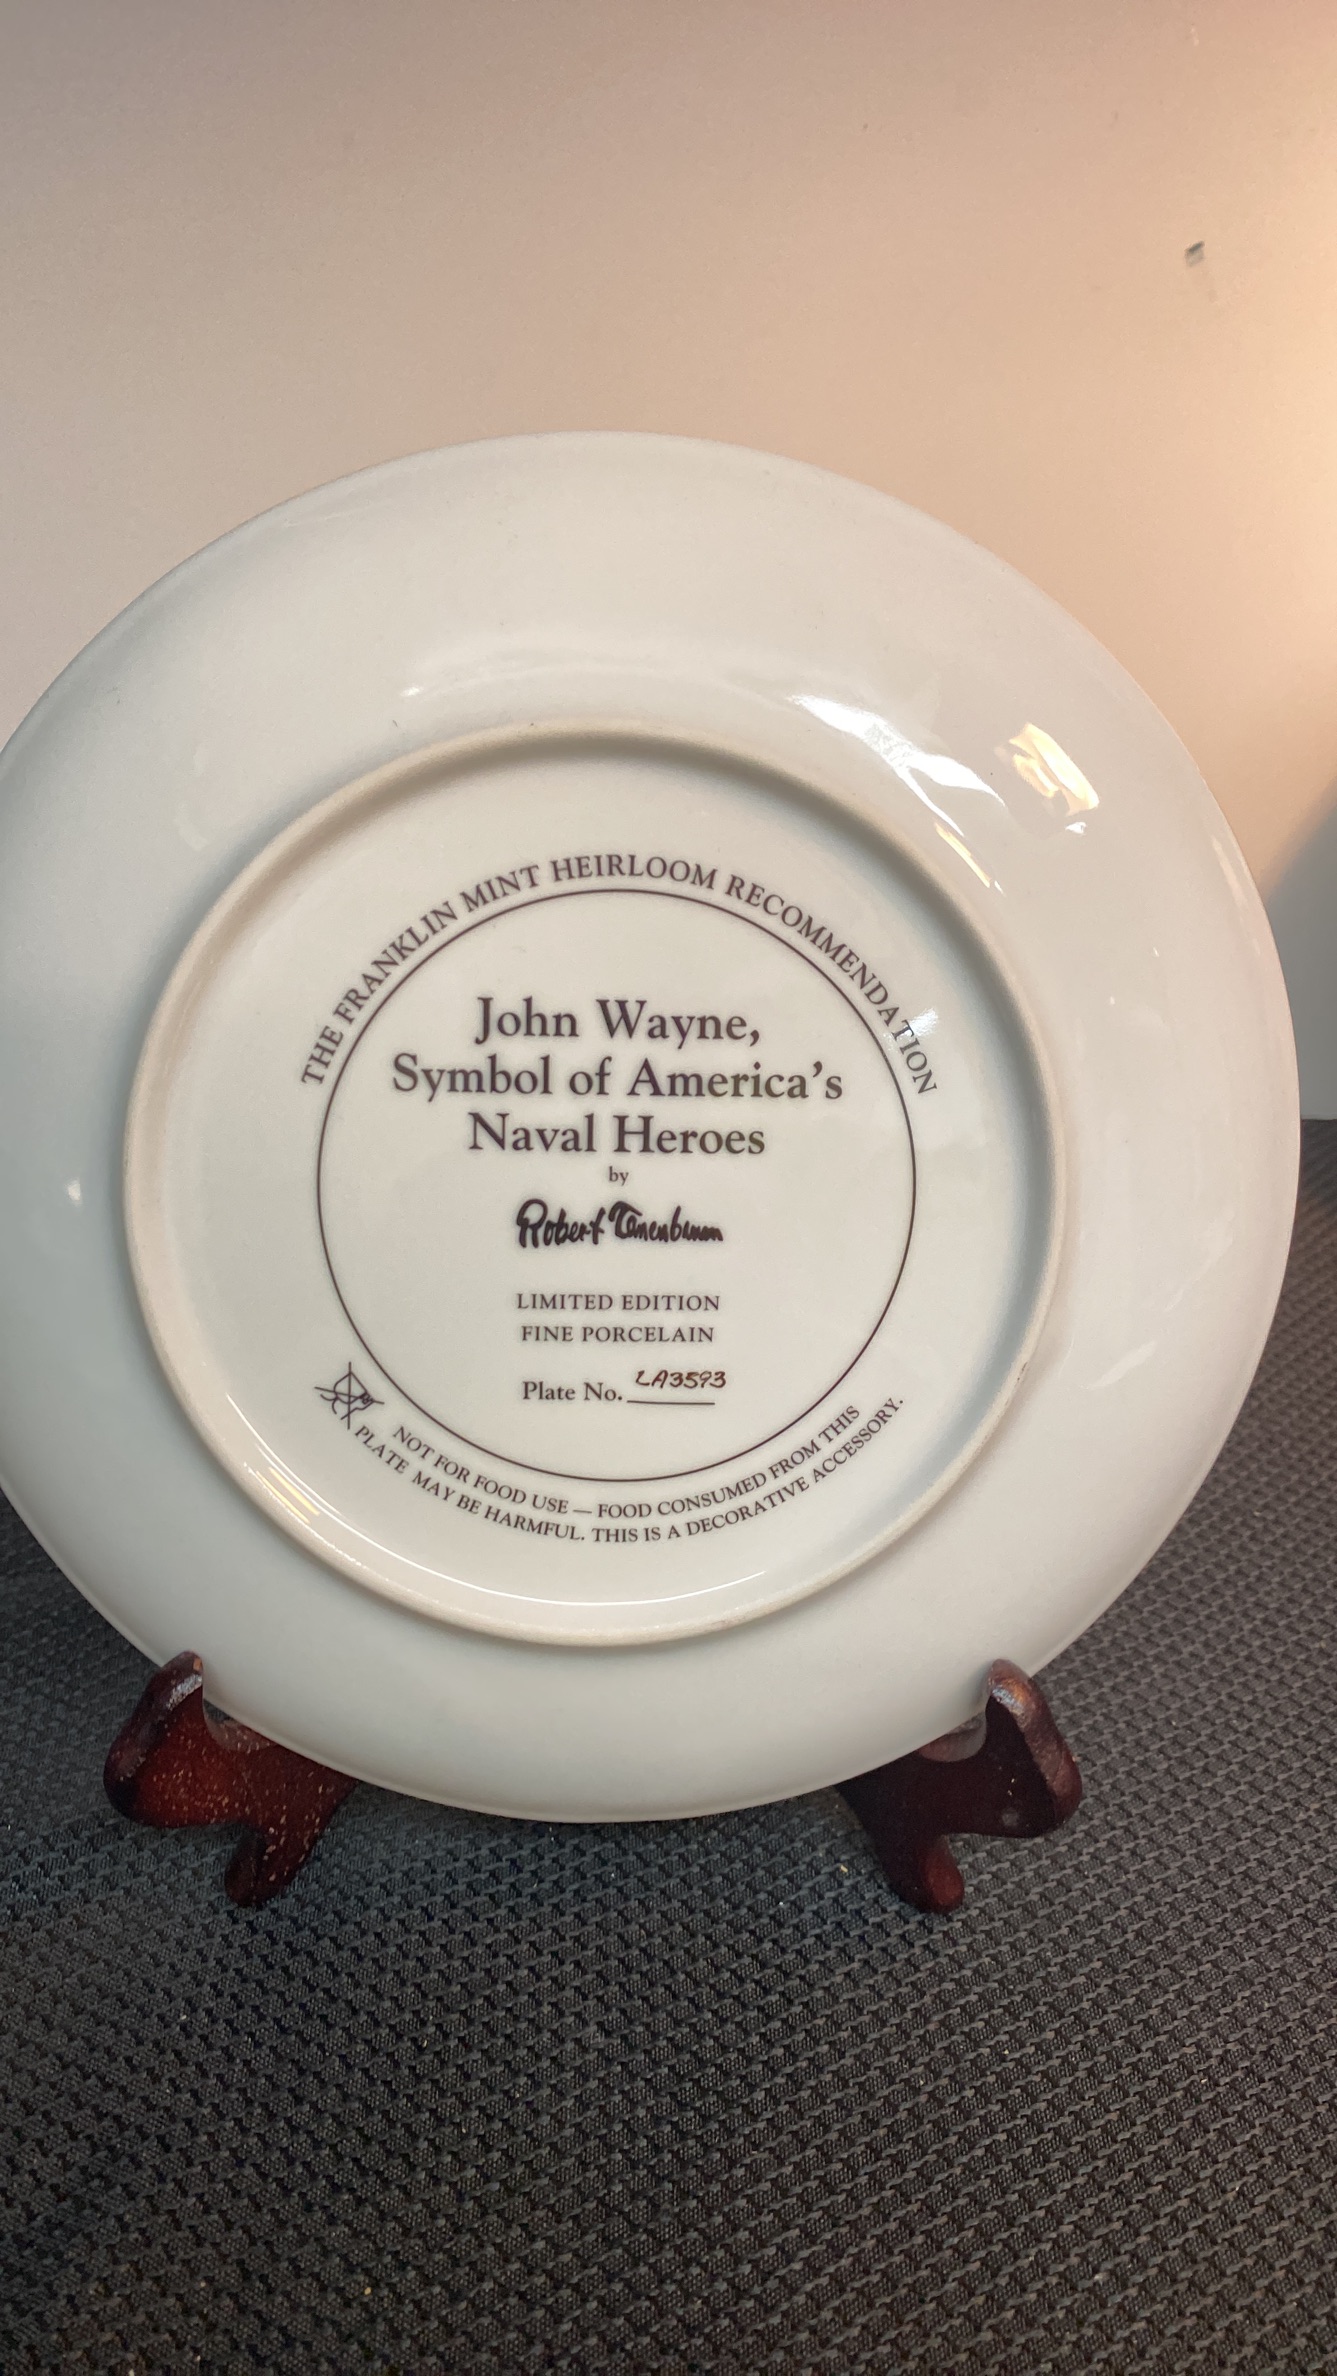 THE FRANKLIN MINT HEIRLOOM RECOMMENDATION
John Wayne,
Symbol of America's
Naval Heroes
by
Robert Tanenbaum
LIMITED EDITION
FINE PORCELAIN
Plate No. LA3593
NOT FOR FOOD USE — FOOD CONSUMED FROM THIS
PLATE MAY BE HARMFUL. THIS IS A DECORATIVE ACCESSORY.